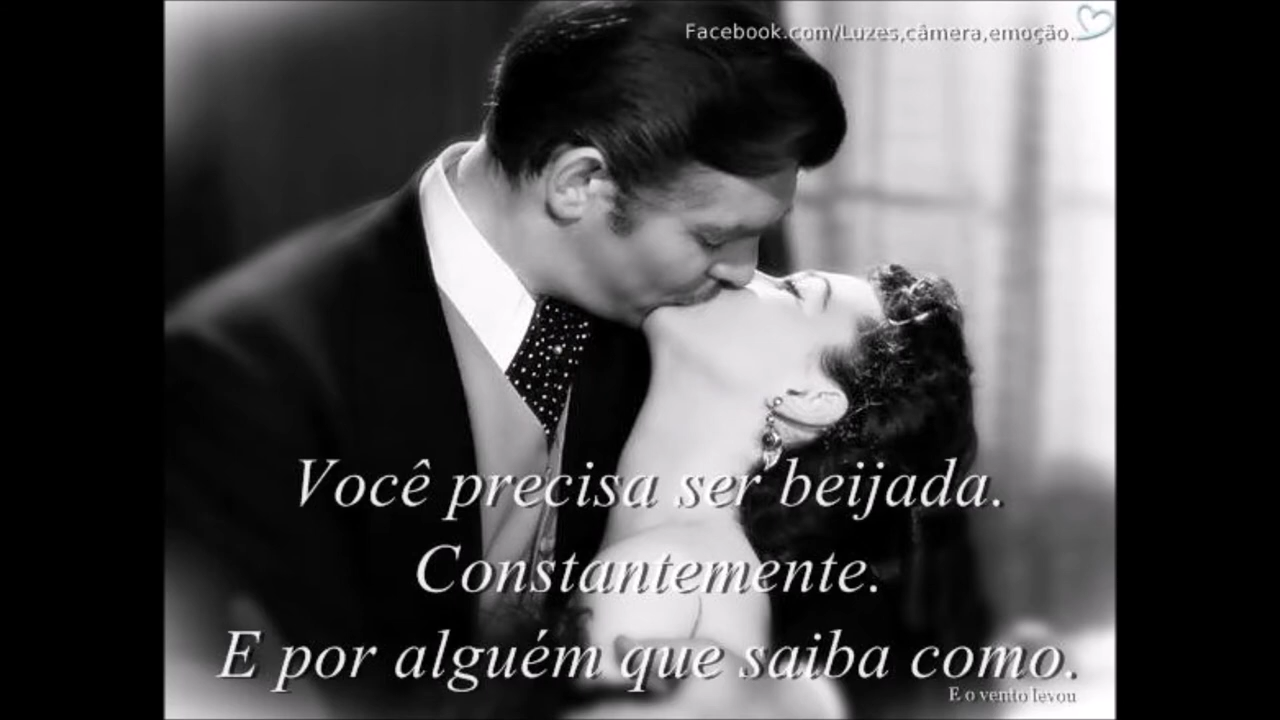 Facebook.com/Luzes,câmera,emoção.
Você precisa ser beijada.
Constantemente.
E por alguém que saiba como.
E o vento levou